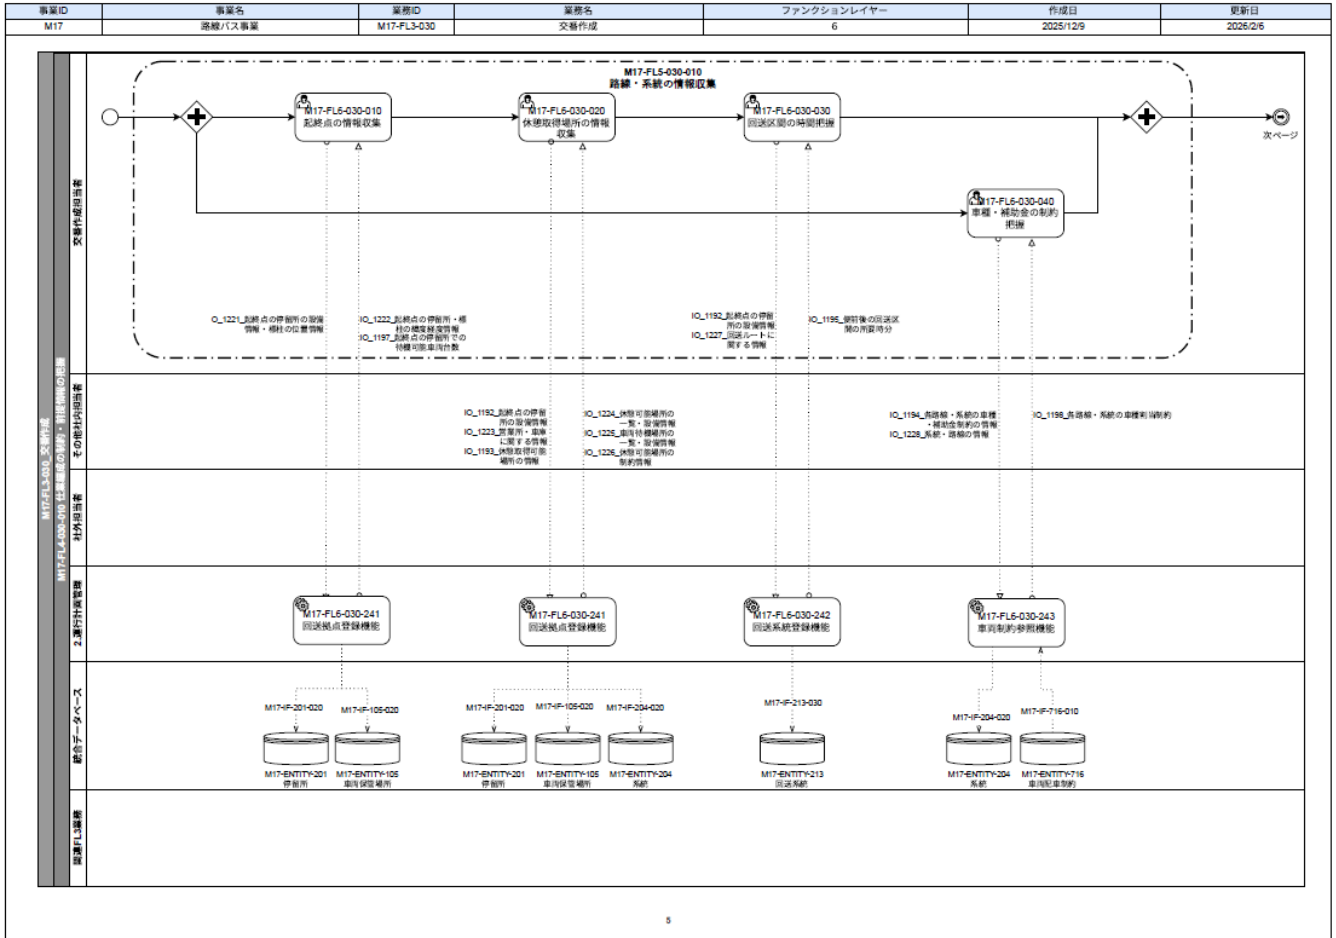 事業ID 事業名 業務ID 業務名 ファンクションレイヤー 作成日 更新日
M17 路線バス事業 M17-FL3-030 交番作成 6 2025/12/9 2026/2/6
M17-FL3-030_交番作成
M17-FL4-030-010 仕業編成の制約・前提情報の把握
交番作成担当者
M17-FL5-030-010
路線・系統の情報収集
M17-FL6-030-010
起終点の情報収集
M17-FL6-030-020
休憩取得場所の情報
収集
M17-FL6-030-030
回送区間の時間把握
次ページ
M17-FL6-030-040
車種・補助金の制約
把握
O_1221_起終点の停留所の設備
情報・標柱の位置情報
IO_1222_起終点の停留所・標
柱の緯度経度情報
IO_1197_起終点の停留所での
待機可能車両台数
IO_1192_起終点の停留
所の設備情報
IO_1227_回送ルートに
関する情報
IO_1195_便前後の回送区
間の所要時分
その他社内担当者
IO_1192_起終点の停留
所の設備情報
IO_1223_営業所・車庫
に関する情報
IO_1193_休憩取得可能
場所の情報
IO_1224_休憩可能場所の
一覧・設備情報
IO_1225_車両待機場所の
一覧・設備情報
IO_1226_休憩可能場所の
制約情報
IO_1194_各路線・系統の車種
・補助金制約の情報
IO_1228_系統・路線の情報
IO_1198_各路線・系統の車種割当制約
社外担当者
2.運行計画管理
M17-FL6-030-241
回送拠点登録機能
M17-FL6-030-241
回送拠点登録機能
M17-FL6-030-242
回送系統登録機能
M17-FL6-030-243
車両制約参照機能
統合データベース
M17-IF-201-020
M17-IF-105-020
M17-IF-201-020
M17-IF-105-020
M17-IF-204-020
M17-IF-213-030
M17-IF-204-020
M17-IF-716-010
M17-ENTITY-201
停留所
M17-ENTITY-105
車両保管場所
M17-ENTITY-201
停留所
M17-ENTITY-105
車両保管場所
M17-ENTITY-204
系統
M17-ENTITY-213
回送系統
M17-ENTITY-204
系統
M17-ENTITY-716
車両配車制約
関連FL3業務
5